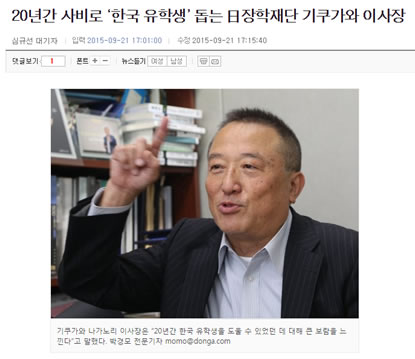 20년간 사비로 ‘한국 유학생’ 돕는 日장학재단 기쿠가와 이사장
심규선 대기자 입력 2015-09-21 17:01:00 수정 2015-09-21 17:15:40
댓글보기 1 폰트 + − 뉴스듣기 여성 남성
기쿠가와 나가노리 이사장은 “20년간 한국 유학생을 도울 수 있었던 데 대해 큰 보람을 느
낀다”고 말했다. 박경모 전문기자 momo@donga.com